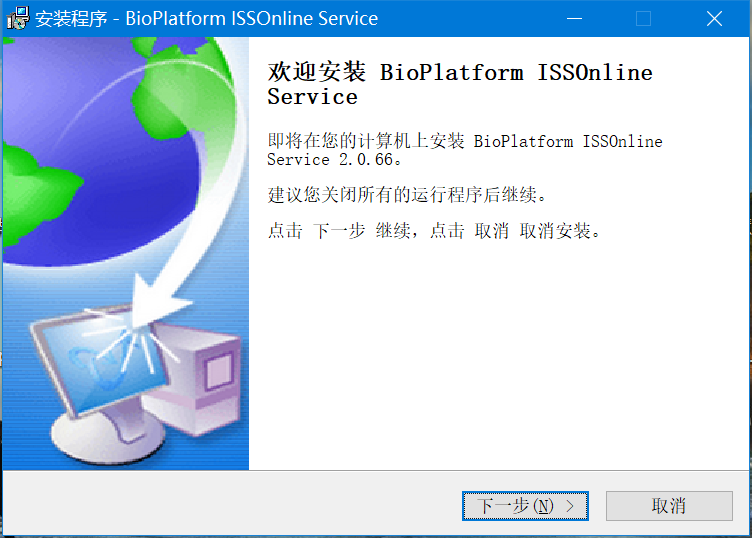 安装程序 - BioPlatform ISSOnline Service
欢迎安装 BioPlatform ISSOnline
Service
即将在您的计算机上安装 BioPlatform ISSOnline
Service 2.0.66。
建议您关闭所有的运行程序后继续。
点击 下一步 继续，点击 取消 取消安装。
下一步(N) >
取消